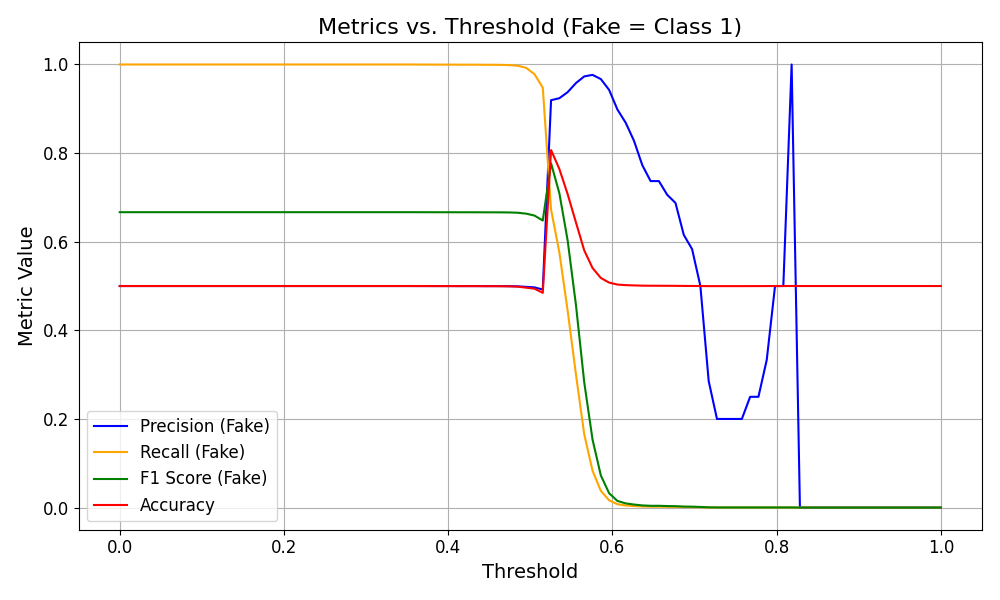 Metrics vs. Threshold (Fake = Class 1)
Metric Value
1.0
0.8
0.6
0.4
0.2
0.0
Precision (Fake)
Recall (Fake)
F1 Score (Fake)
Accuracy
0.0 0.2 0.4 0.6 0.8 1.0
Threshold